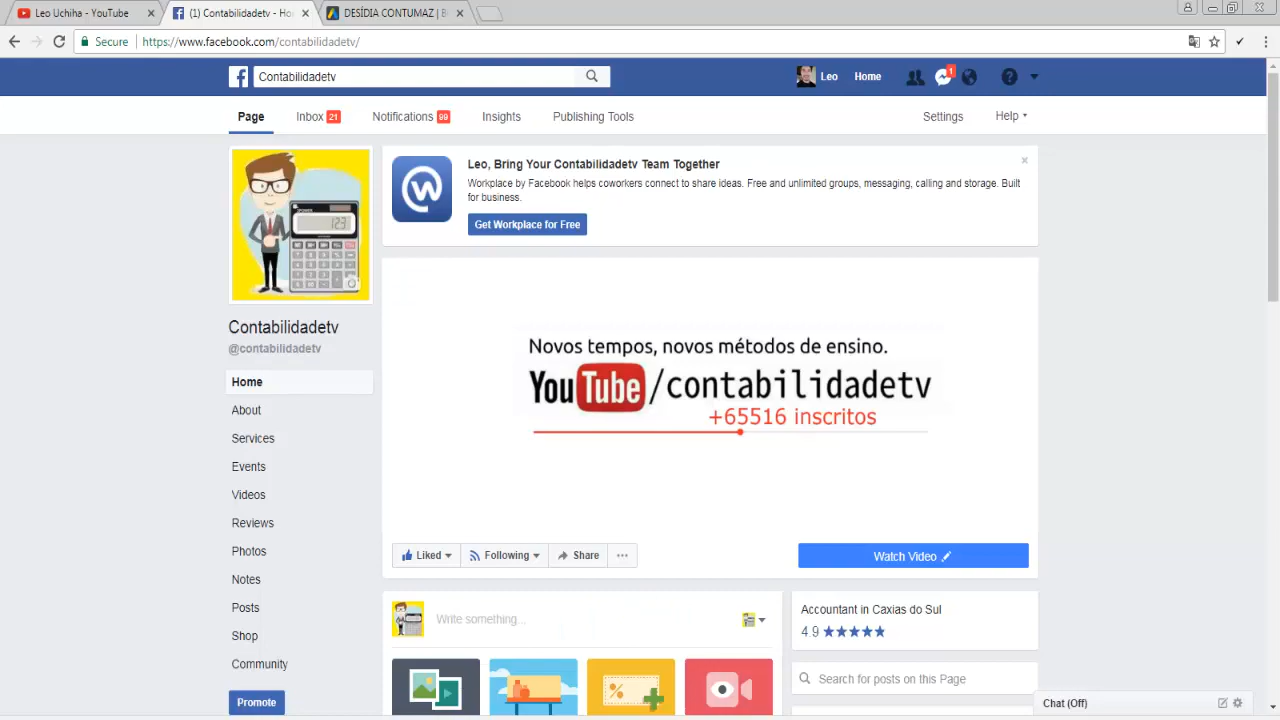 Leo Uchiha - YouTube
(1) Contabilidadetv - Ho
DESÍDIA CONTUMAZ | B
Secure
https://www.facebook.com/contabilidadetv/
Contabilidadetv
Leo
Home
1
Page
Inbox 21
Notifications 99
Insights
Publishing Tools
Settings
Help
Leo, Bring Your Contabilidadetv Team Together
Workplace by Facebook helps coworkers connect to share ideas. Free and unlimited groups, messaging, calling and storage. Built
for business.
Get Workplace for Free
123
Novos tempos, novos métodos de ensino.
YouTube/contabilidadetv
+65516 inscritos
Contabilidadetv
@contabilidadetv
Home
About
Services
Events
Videos
Reviews
Photos
Notes
Posts
Shop
Community
Promote
Liked
Following
Share
Watch Video
Write something...
Accountant in Caxias do Sul
4.9
Search for posts on this Page
Chat (Off)